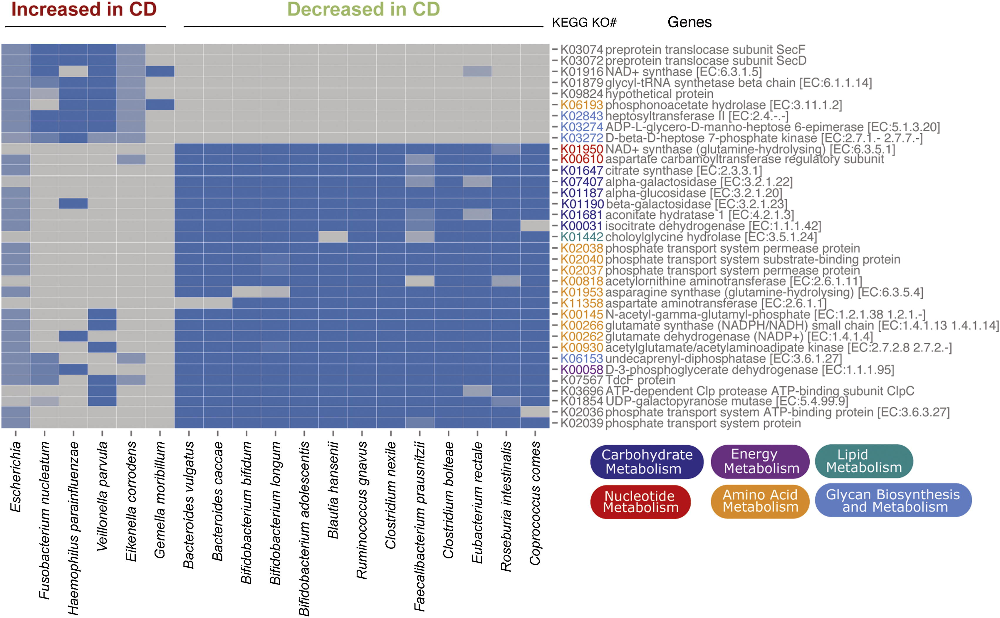 Increased in CD
Decreased in CD
KEGG KO# Genes
K03074 preprotein translocase subunit SecF
K03072 preprotein translocase subunit SecD
K01916 NAD+ synthase [EC:6.3.1.5]
K01879 glycyl-tRNA synthetase beta chain [EC:6.1.1.14]
K09824 hypothetical protein
K06193 phosphonoacetate hydrolase [EC:3.11.1.2]
K02843 heptosyltransferase II [EC:2.4.-.-]
K03274 ADP-L-glycero-D-manno-heptose 6-epimerase [EC:5.1.3.20]
K03272 D-beta-D-heptose 7-phosphate kinase [EC:2.7.1.- 2.7.7.-]
K01950 NAD+ synthase (glutamine-hydrolysing) [EC:6.3.5.1]
K00610 aspartate carbamoyltransferase regulatory subunit
K01647 citrate synthase [EC:2.3.3.1]
K07407 alpha-galactosidase [EC:3.2.1.22]
K01187 alpha-glucosidase [EC:3.2.1.20]
K01190 beta-galactosidase [EC:3.2.1.23]
K01681 aconitate hydratase 1 [EC:4.2.1.3]
K00031 isocitrate dehydrogenase [EC:1.1.1.42]
K01442 choloylglycine hydrolase [EC:3.5.1.24]
K02038 phosphate transport system permease protein
K02040 phosphate transport system substrate-binding protein
K02037 phosphate transport system permease protein
K00818 acetylornithine aminotransferase [EC:2.6.1.11]
K01953 asparagine synthase (glutamine-hydrolysing) [EC:6.3.5.4]
K11358 aspartate aminotransferase [EC:2.6.1.1]
K00145 N-acetyl-gamma-glutamyl-phosphate [EC:1.2.1.38 1.2.1.-]
K00266 glutamate synthase (NADPH/NADH) small chain [EC:1.4.1.13 1.4.1.14]
K00262 glutamate dehydrogenase (NADP+) [EC:1.4.1.4]
K00930 acetylglutamate/acetylaminoadipate kinase [EC:2.7.2.8 2.7.2.-]
K06153 undecaprenyl-diphosphatase [EC:3.6.1.27]
K00058 D-3-phosphoglycerate dehydrogenase [EC:1.1.1.95]
K07567 TdcF protein
K03696 ATP-dependent Clp protease ATP-binding subunit ClpC
K01854 UDP-galactopyranose mutase [EC:5.4.99.9]
K02036 phosphate transport system ATP-binding protein [EC:3.6.3.27]
K02039 phosphate transport system protein
Escherichia
Fusobacterium nucleatum
Haemophilus parainfluenzae
Veillonella parvula
Eikenella corrodens
Gemella moribillum
Bacteroides vulgatus
Bacteroides caccae
Bifidobacterium bifidum
Bifidobacterium longum
Bifidobacterium adolescentis
Blautia hansenii
Ruminococcus gnavus
Clostridium nexile
Faecalibacterium prausnitzii
Clostridium bolteae
Eubacterium rectale
Roseburia intestinalis
Coprococcus comes
Carbohydrate
Metabolism
Energy
Metabolism
Lipid
Metabolism
Nucleotide
Metabolism
Amino Acid
Metabolism
Glycan Biosynthesis
and Metabolism